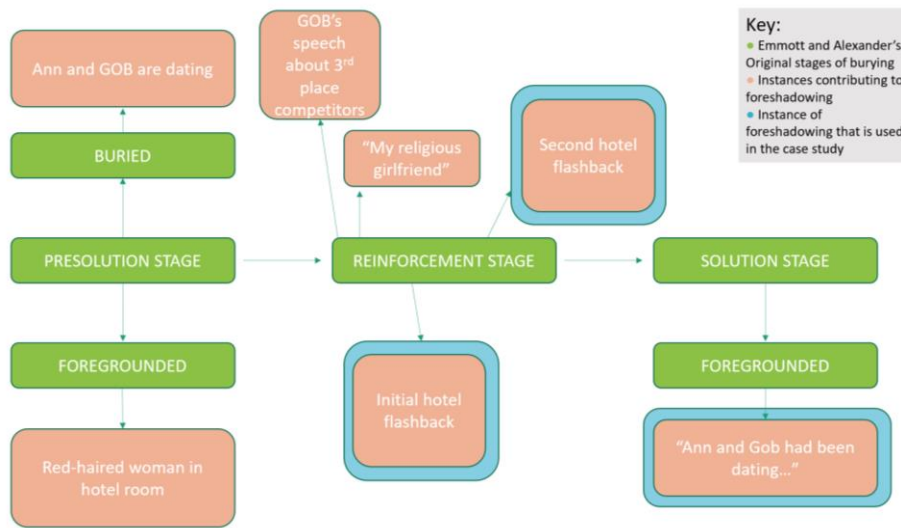 Ann and GOB are dating
BURIED
PRESOLUTION STAGE
FOREGROUNDED
Red-haired woman in
hotel room
GOB's
speech
about 3rd
place
competitors
"My religious
girlfriend"
Second hotel
flashback
REINFORCEMENT STAGE
Initial hotel
flashback
SOLUTION STAGE
FOREGROUNDED
"Ann and Gob had been
dating..."
Key:
● Emmott and Alexander's
Original stages of burying
● Instances contributing to
foreshadowing
● Instance of
foreshadowing that is used
in the case study